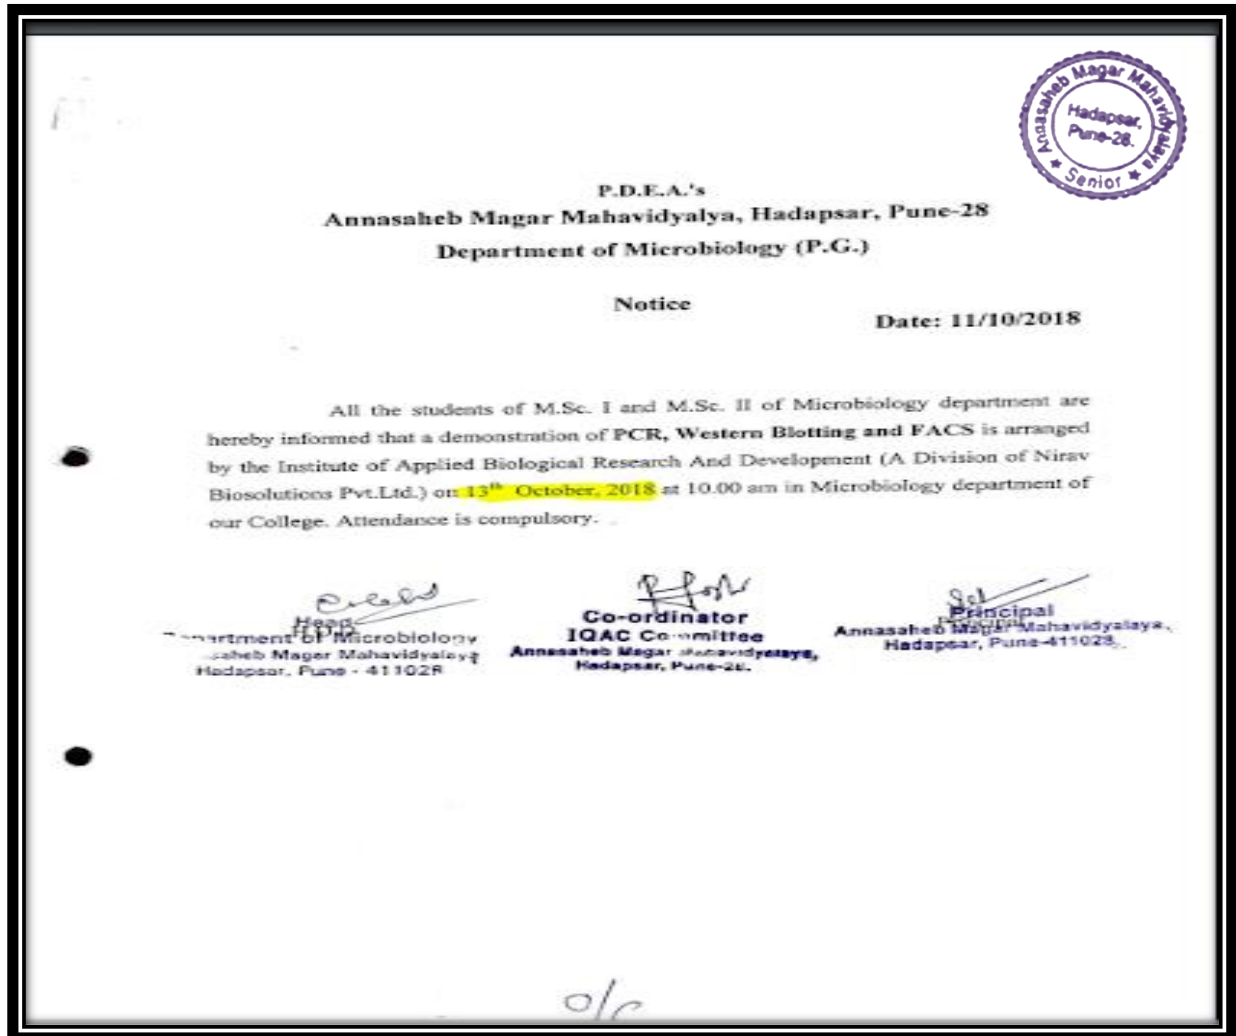 Annasaheb Magar Mahavidyalaya
Hadapsar,
Pune-28.
★ Senior ★
P.D.E.A.'s
Annasaheb Magar Mahavidyalya, Hadapsar, Pune-28
Department of Microbiology (P.G.)
Notice
Date: 11/10/2018
All the students of M.Sc. I and M.Sc. II of Microbiology department are
hereby informed that a demonstration of PCR, Western Blotting and FACS is arranged
by the Institute of Applied Biological Research And Development (A Division of Nirav
Biosolutions Pvt.Ltd.) on 13th October, 2018 at 10.00 am in Microbiology department of
our College. Attendance is compulsory.
Head
H.O.D
Department of Microbiology
Magar Mahavidyalaya
Hadapsar, Pune - 411028
Co-ordinator
IQAC Committee
Annasaheb Magar Mahavidyalaya,
Hadapsar, Pune-28.
Principal
Principal
Annasaheb Magar Mahavidyalaya,
Hadapsar, Pune-411028.
O/C